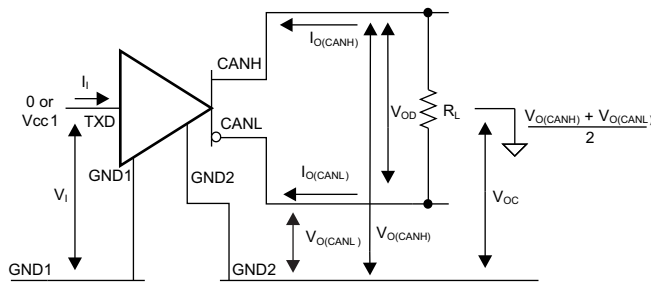 I_O(CANH)
I_I
CANH
0 or
Vcc1
TXD
V_OD
R_L
V_O(CANH) + V_O(CANL)
2
CANL
GND1
GND2
I_O(CANL)
V_I
V_OC
V_O(CANL)
V_O(CANH)
GND1
GND2